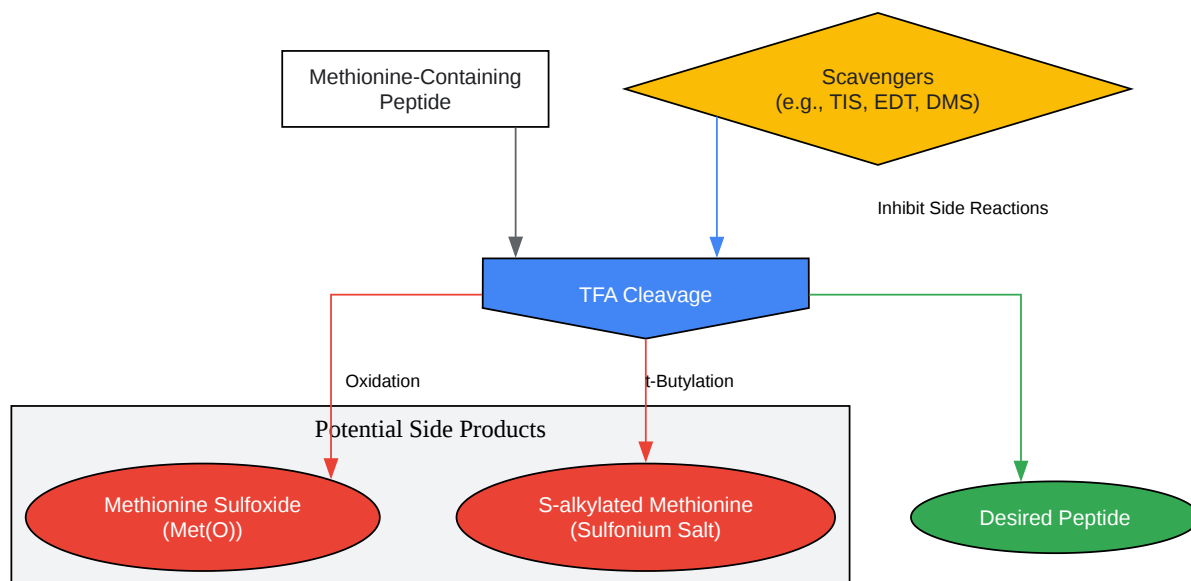 Methionine-Containing
Peptide
Scavengers
(e.g., TIS, EDT, DMS)
Inhibit Side Reactions
TFA Cleavage
Oxidation
t-Butylation
Potential Side Products
Methionine Sulfoxide
(Met(O))
S-alkylated Methionine
(Sulfonium Salt)
Desired Peptide